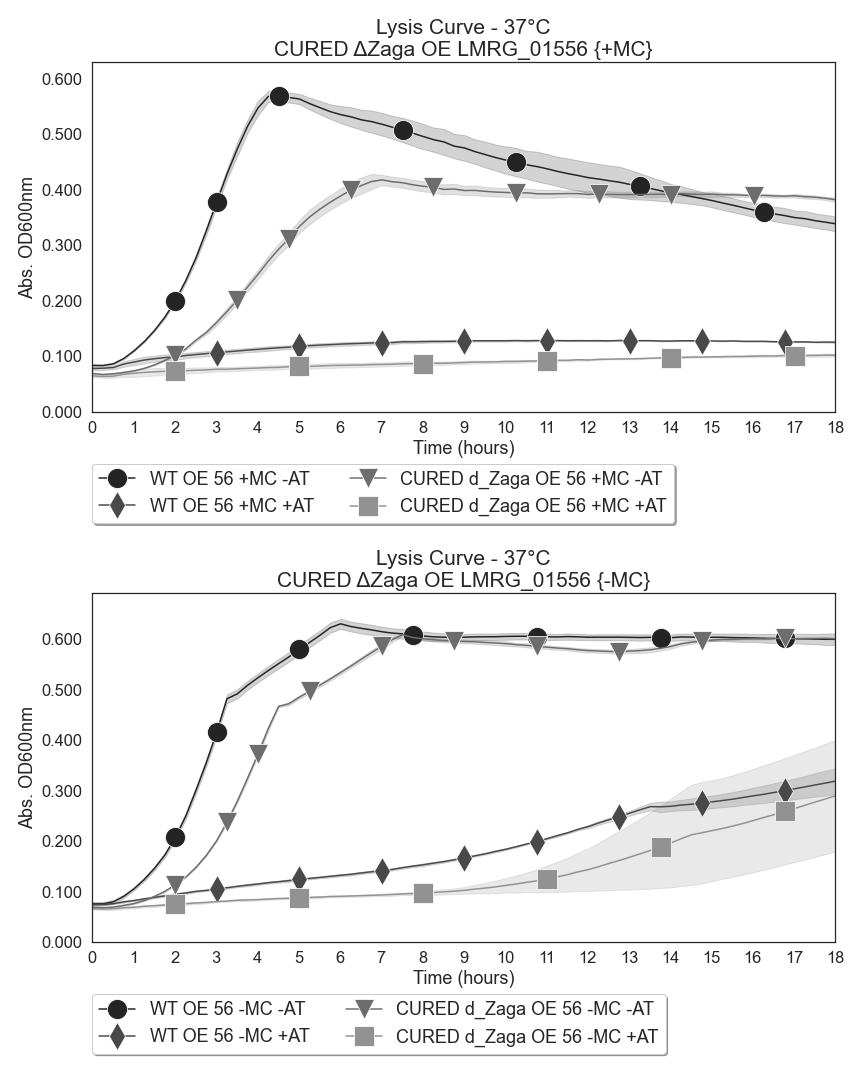 Lysis Curve - 37°C
CURED ΔZaga OE LMRG_01556 {+MC}
Abs. OD600nm
0.600
0.500
0.400
0.300
0.200
0.100
0.000
0 1 2 3 4 5 6 7 8 9 10 11 12 13 14 15 16 17 18
Time (hours)
WT OE 56 +MC -AT CURED d_Zaga OE 56 +MC -AT
WT OE 56 +MC +AT CURED d_Zaga OE 56 +MC +AT
Lysis Curve - 37°C
CURED ΔZaga OE LMRG_01556 {-MC}
Abs. OD600nm
0.600
0.500
0.400
0.300
0.200
0.100
0.000
0 1 2 3 4 5 6 7 8 9 10 11 12 13 14 15 16 17 18
Time (hours)
WT OE 56 -MC -AT CURED d_Zaga OE 56 -MC -AT
WT OE 56 -MC +AT CURED d_Zaga OE 56 -MC +AT